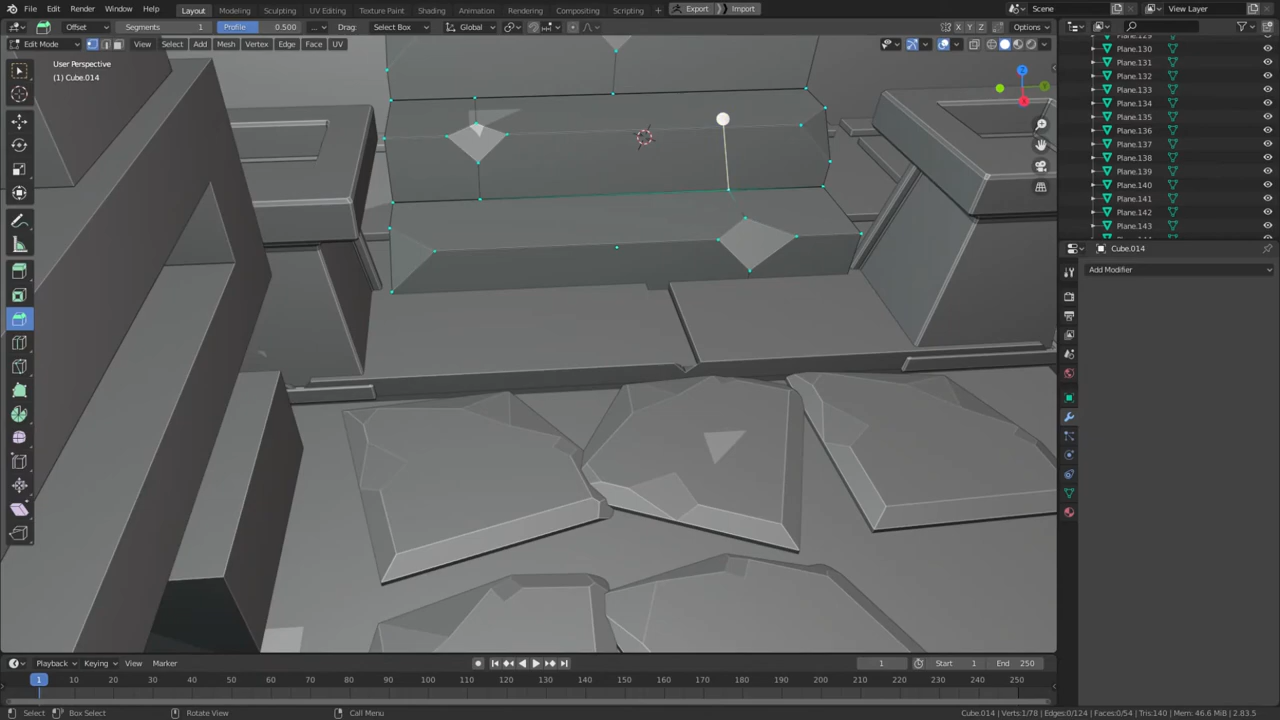 File Edit Render Window Help Layout Modeling Sculpting UV Editing Texture Paint Shading Animation Rendering Compositing Scripting + Export Import Scene View Layer
Offset Segments 1 Profile 0.500 ... Drag: Select Box Global X Y Z Options
Edit Mode View Select Add Mesh Vertex Edge Face UV
User Perspective
(1) Cube.014
Z
Y
X
Plane.130
Plane.131
Plane.132
Plane.133
Plane.134
Plane.135
Plane.136
Plane.137
Plane.138
Plane.139
Plane.140
Plane.141
Plane.142
Plane.143
Cube.014
Add Modifier
Playback Keying View Marker 1 Start 1 End 250
1 10 20 30 40 50 60 70 80 90 100 110 120 130 140 150 160 170 180 190 200 210 220 230 240 250
Select Box Select Rotate View Call Menu Cube.014 | Verts:1/78 | Edges:0/124 | Faces:0/54 | Tris:140 | Mem: 46.6 MiB | 2.83.5